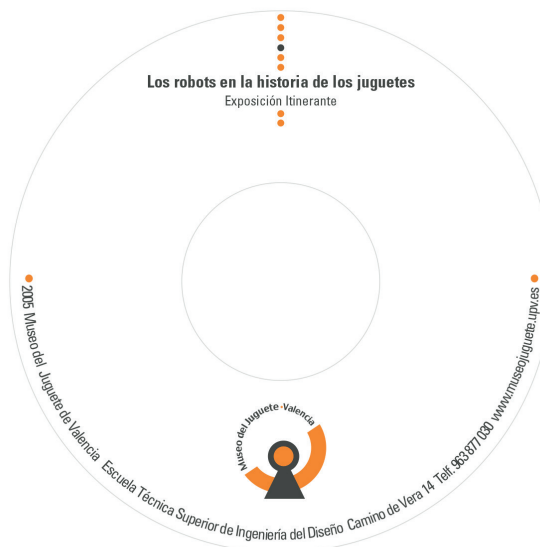 Los robots en la historia de los juguetes
Exposición Itinerante
Museo del Juguete · Valencia
2005 Museo del Juguete de Valencia Escuela Técnica Superior de Ingeniería del Diseño Camino de Vera 14 Telf. 963 877 030 www.museojuguete.upv.es